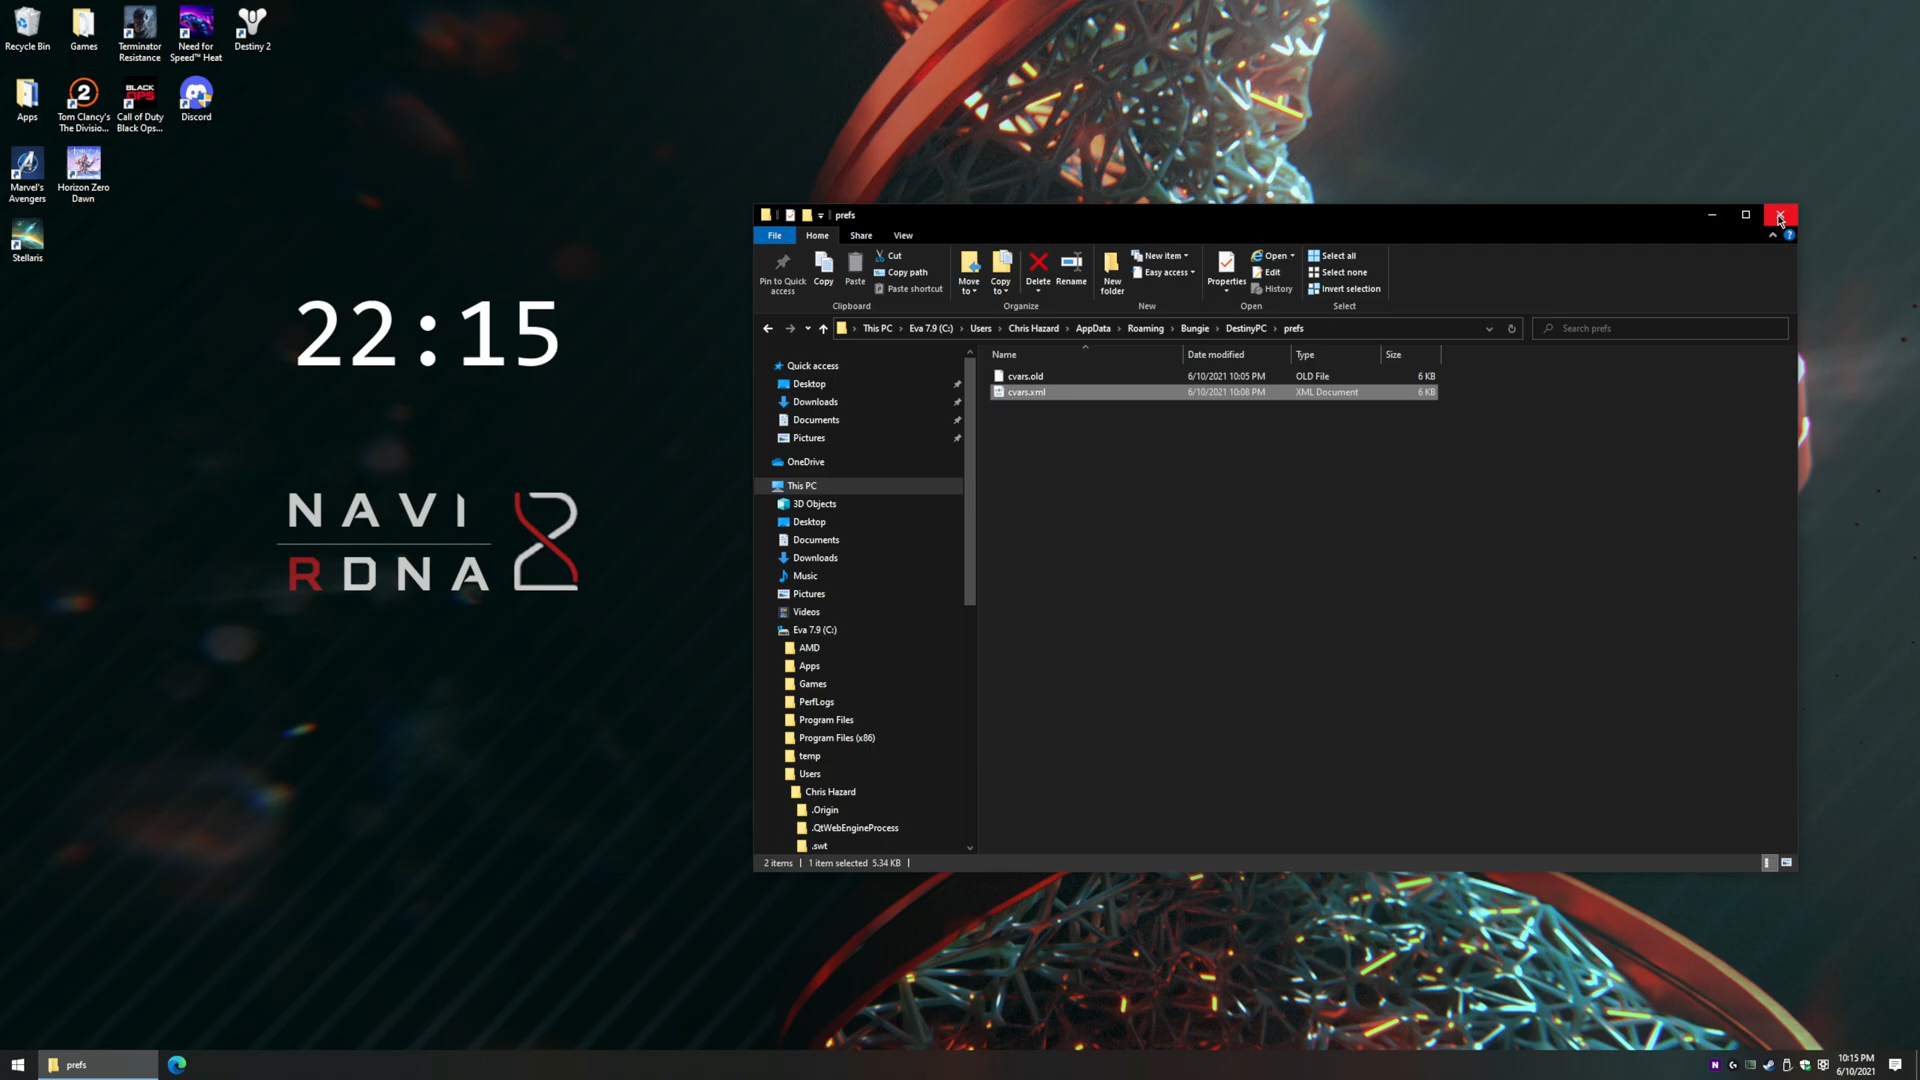 Recycle Bin
Games
Terminator
Resistance
Need for
Speed™ Heat
Destiny 2
Apps
2
Tom Clancy's
The Divisio...
BLACK
OPS
Call of Duty
Black Ops...
Discord
Marvel's
Avengers
Horizon Zero
Dawn
Stellaris
22:15
NAVI
RDNA
prefs
File
Home
Share
View
Pin to Quick
access
Copy
Paste
Cut
Copy path
Paste shortcut
Clipboard
Move
to
Copy
to
Delete
Rename
Organize
New
folder
New item
Easy access
New
Properties
Open
Edit
History
Open
Select all
Select none
Invert selection
Select
This PC
Eva 7.9 (C:)
Users
Chris Hazard
AppData
Roaming
Bungie
DestinyPC
prefs
Search prefs
Name
Date modified
Type
Size
cvars.old
6/10/2021 10:05 PM
OLD File
6 KB
cvars.xml
6/10/2021 10:08 PM
XML Document
6 KB
Quick access
Desktop
Downloads
Documents
Pictures
OneDrive
This PC
3D Objects
Desktop
Documents
Downloads
Music
Pictures
Videos
Eva 7.9 (C:)
AMD
Apps
Games
PerfLogs
Program Files
Program Files (x86)
temp
Users
Chris Hazard
.Origin
.QtWebEngineProcess
.swt
2 items
1 item selected 5.34 KB
prefs
N
10:15 PM
6/10/2021